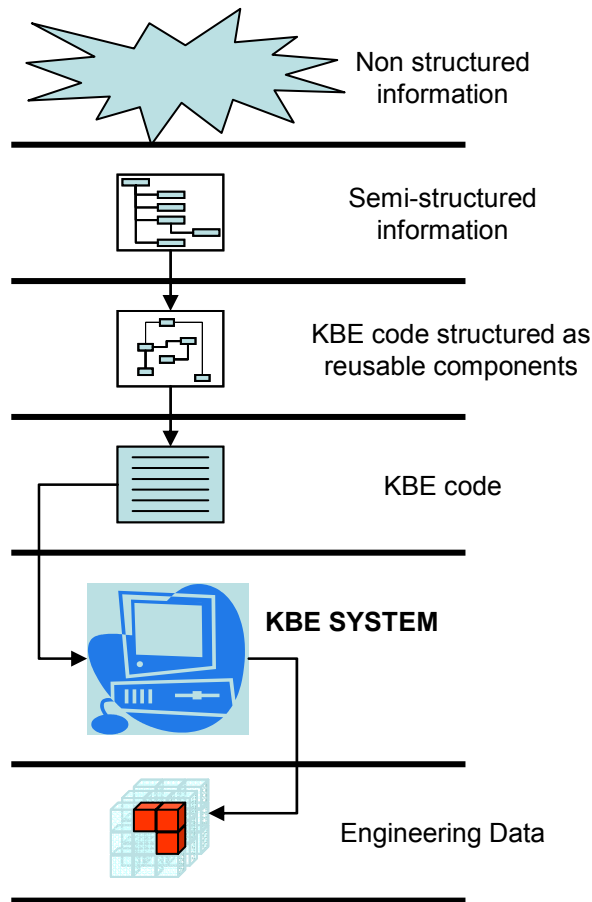 Non structured
information
Semi-structured
information
KBE code structured as
reusable components
KBE code
KBE SYSTEM
Engineering Data